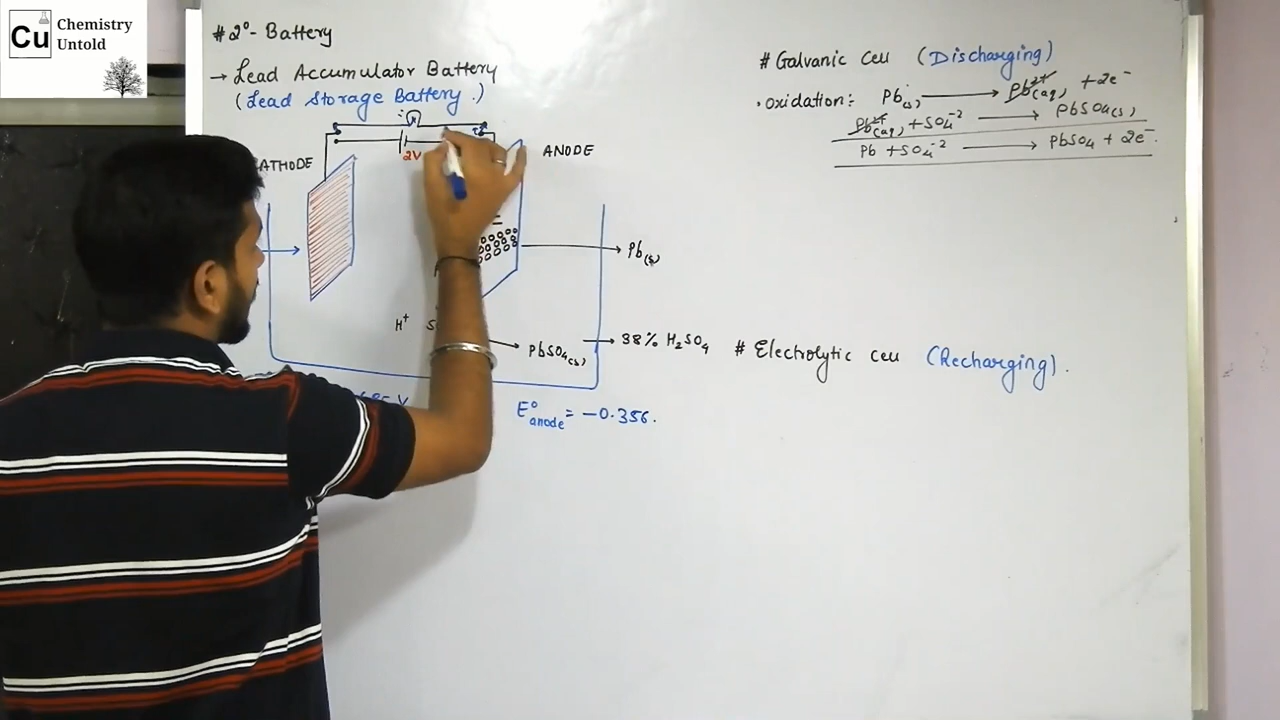 Cu
Chemistry
Untold
# 2° - Battery
→ Lead Accumulator Battery
(Lead Storage Battery.)
2V
ATHODE
ANODE
Pb(s)
H⁺
PbSO₄(s)
38% H₂SO₄
E°anode = -0.356.
# Galvanic cell (Discharging)
• oxidation: Pb(s) → Pb²⁺(aq) + 2e⁻
Pb²⁺(aq) + SO₄⁻² → PbSO₄(s)
Pb + SO₄⁻² → PbSO₄ + 2e⁻.
# Electrolytic cell (Recharging).